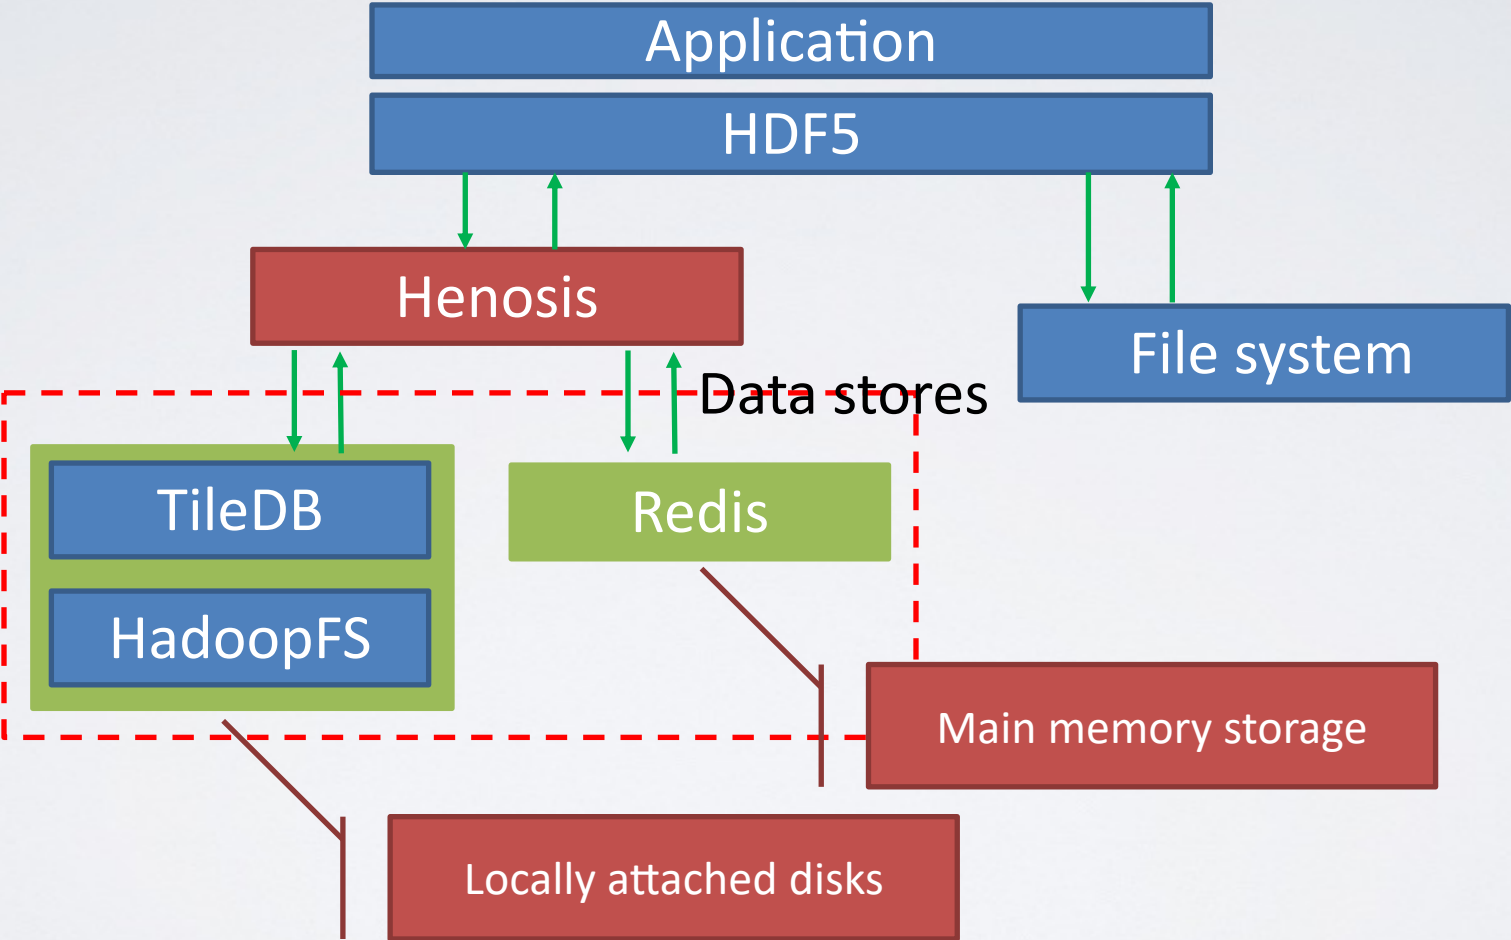 Application
HDF5
Henosis
File system
Data stores
TileDB
Redis
HadoopFS
Main memory storage
Locally attached disks